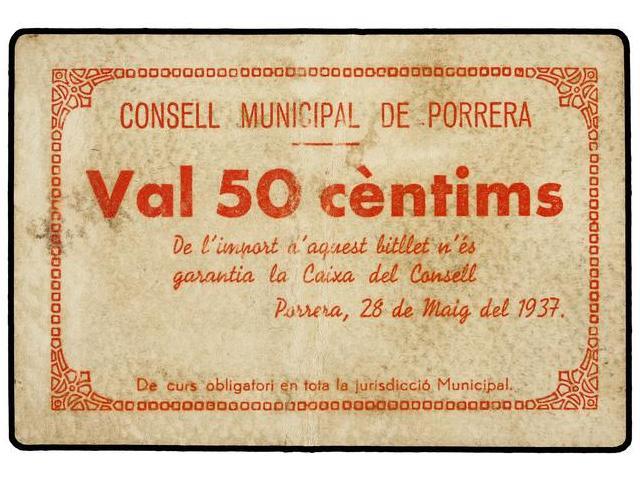 CONSELL MUNICIPAL DE PORRERA
Val 50 cèntims
De l'import d'aquest bitllet n'és
garantia la Caixa del Consell
Porrera, 28 de Maig del 1937.
De curs obligatori en tota la jurisdicció Municipal.